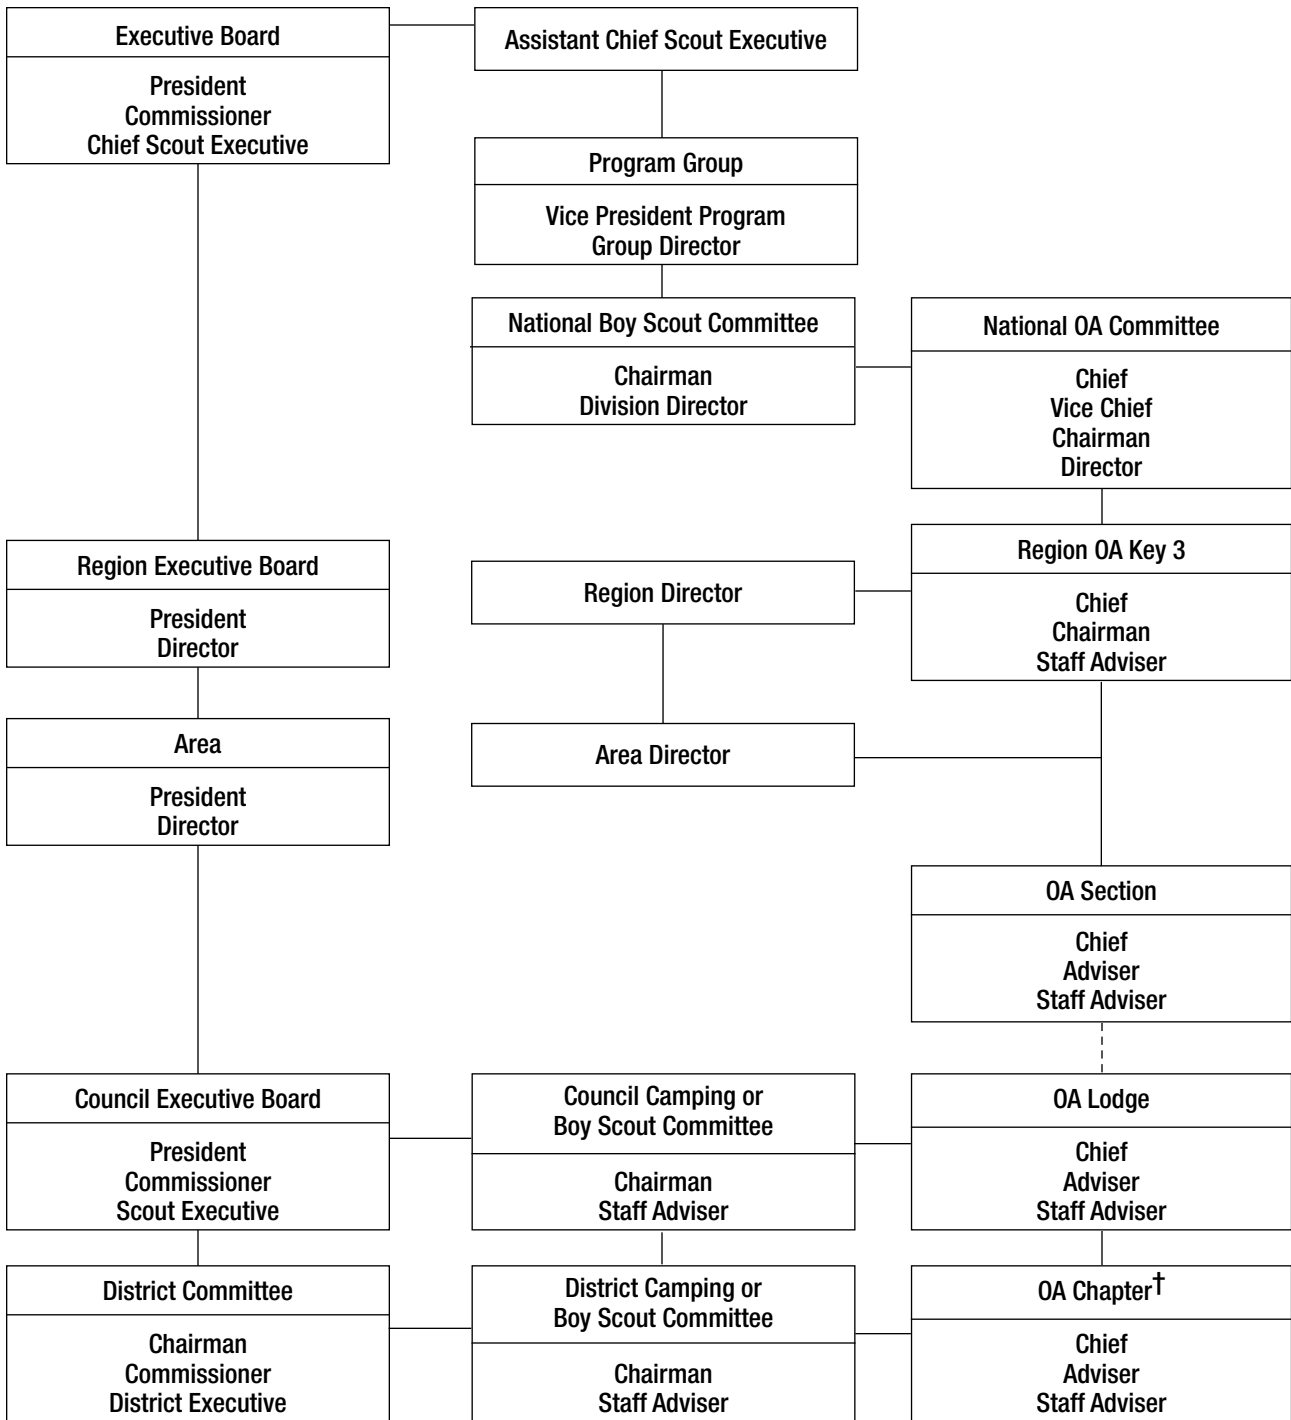 Executive Board
President
Commissioner
Chief Scout Executive
Assistant Chief Scout Executive
Program Group
Vice President Program
Group Director
National Boy Scout Committee
Chairman
Division Director
National OA Committee
Chief
Vice Chief
Chairman
Director
Region Executive Board
President
Director
Region Director
Region OA Key 3
Chief
Chairman
Staff Adviser
Area
President
Director
Area Director
OA Section
Chief
Adviser
Staff Adviser
Council Executive Board
President
Commissioner
Scout Executive
Council Camping or
Boy Scout Committee
Chairman
Staff Adviser
OA Lodge
Chief
Adviser
Staff Adviser
District Committee
Chairman
Commissioner
District Executive
District Camping or
Boy Scout Committee
Chairman
Staff Adviser
OA Chapter†
Chief
Adviser
Staff Adviser